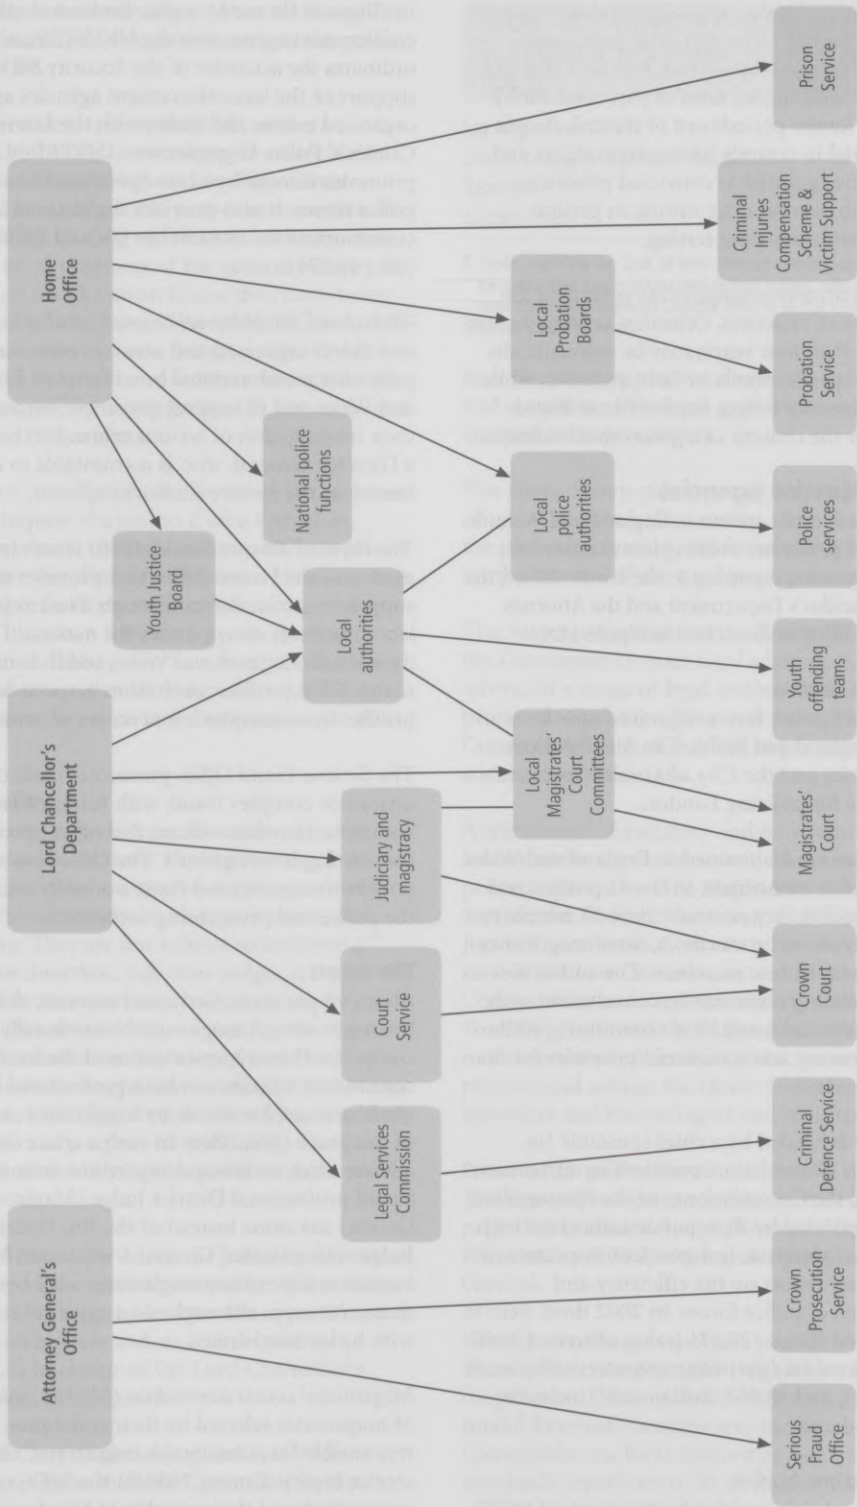 Attorney General's
Office
Lord Chancellor's
Department
Home
Office
Youth Justice
Board
National police
functions
Legal Services
Commission
Court
Service
Judiciary and
magistracy
Local
authorities
Local
Magistrates'
Court
Committees
Local
police
authorities
Local
Probation
Boards
Serious
Fraud
Office
Crown
Prosecution
Service
Criminal
Defence Service
Crown
Court
Magistrates'
Court
Youth
offending
teams
Police
services
Probation
Service
Criminal
Injuries
Compensation
Scheme &
Victim Support
Prison
Service